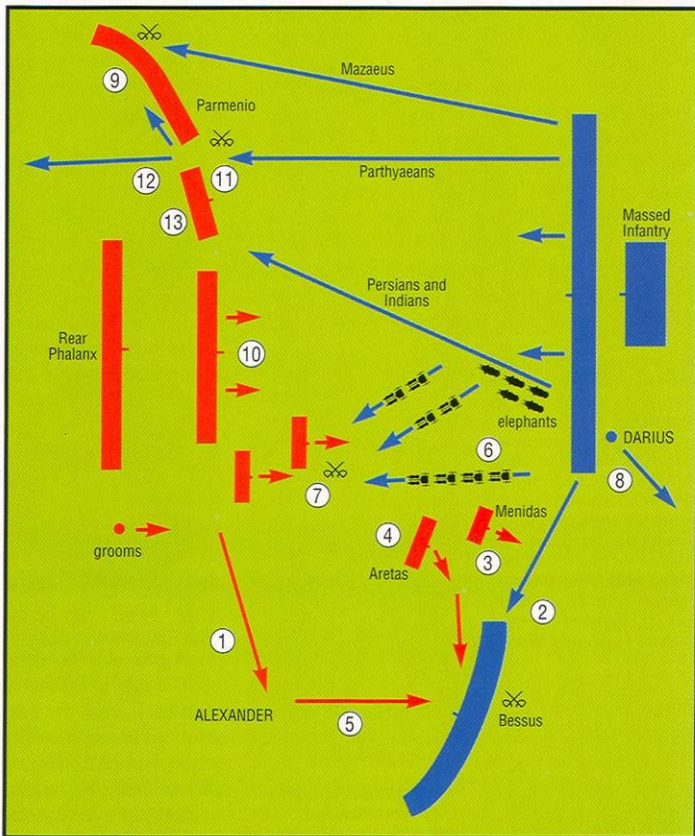 Mazaeus
9
Parmenio
12
11
Parthyaeans
13
Massed
Infantry
Persians and
Indians
Rear
Phalanx
10
elephants
6
DARIUS
8
7
grooms
4
Menidas
3
Aretas
2
1
ALEXANDER
5
Bessus